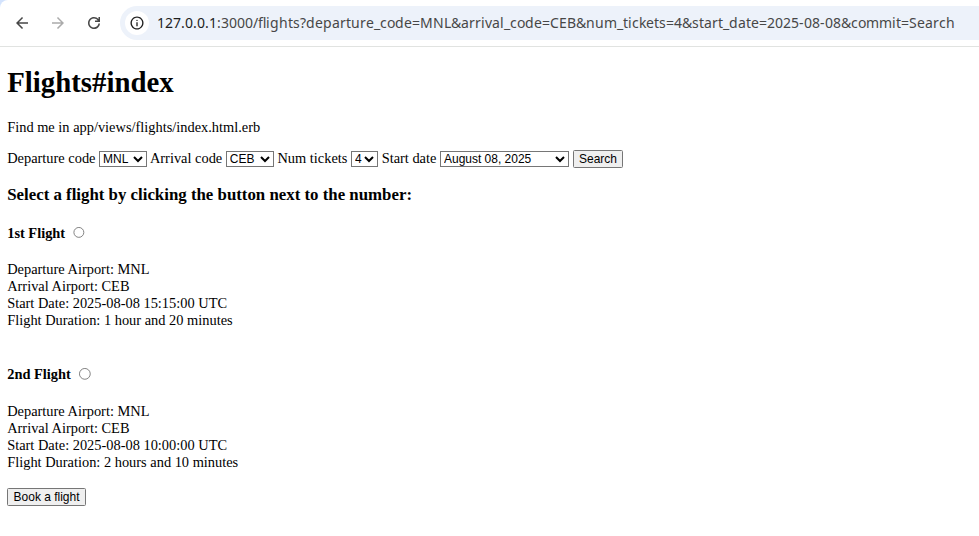 127.0.0.1:3000/flights?departure_code=MNL&arrival_code=CEB&num_tickets=4&start_date=2025-08-08&commit=Search
Flights#index
Find me in app/views/flights/index.html.erb
Departure code MNL Arrival code CEB Num tickets 4 Start date August 08, 2025 Search
Select a flight by clicking the button next to the number:
1st Flight
Departure Airport: MNL
Arrival Airport: CEB
Start Date: 2025-08-08 15:15:00 UTC
Flight Duration: 1 hour and 20 minutes
2nd Flight
Departure Airport: MNL
Arrival Airport: CEB
Start Date: 2025-08-08 10:00:00 UTC
Flight Duration: 2 hours and 10 minutes
Book a flight